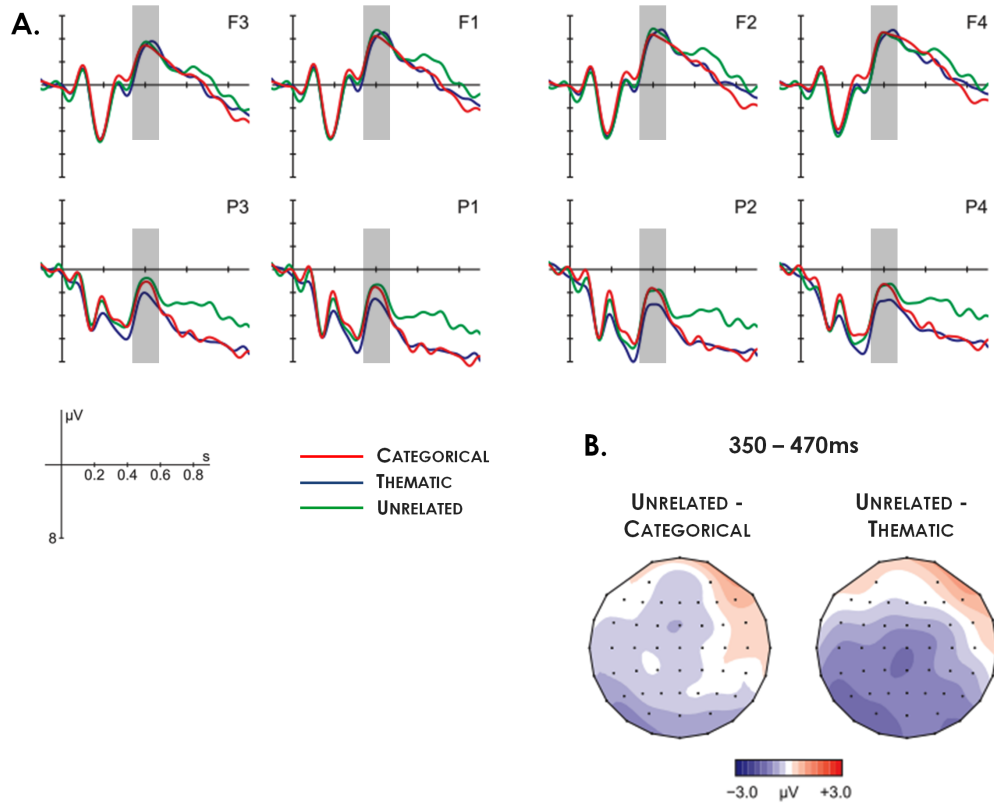 A.
F3 F1 F2 F4
P3 P1 P2 P4
µV
s
0.2 0.4 0.6 0.8
8
CATEGORICAL
THEMATIC
UNRELATED
B. 350 – 470ms
UNRELATED - UNRELATED -
CATEGORICAL THEMATIC
−3.0 µV +3.0